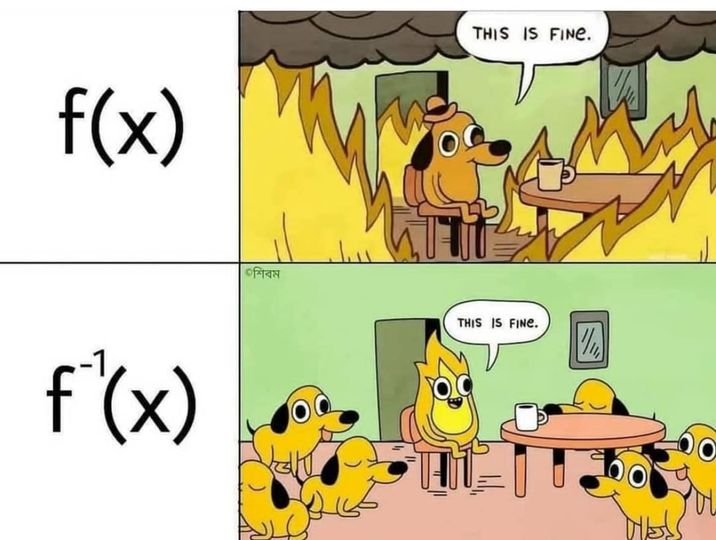 f(x)
THIS IS FINE.
©শিবম
f⁻¹(x)
THIS IS FINE.